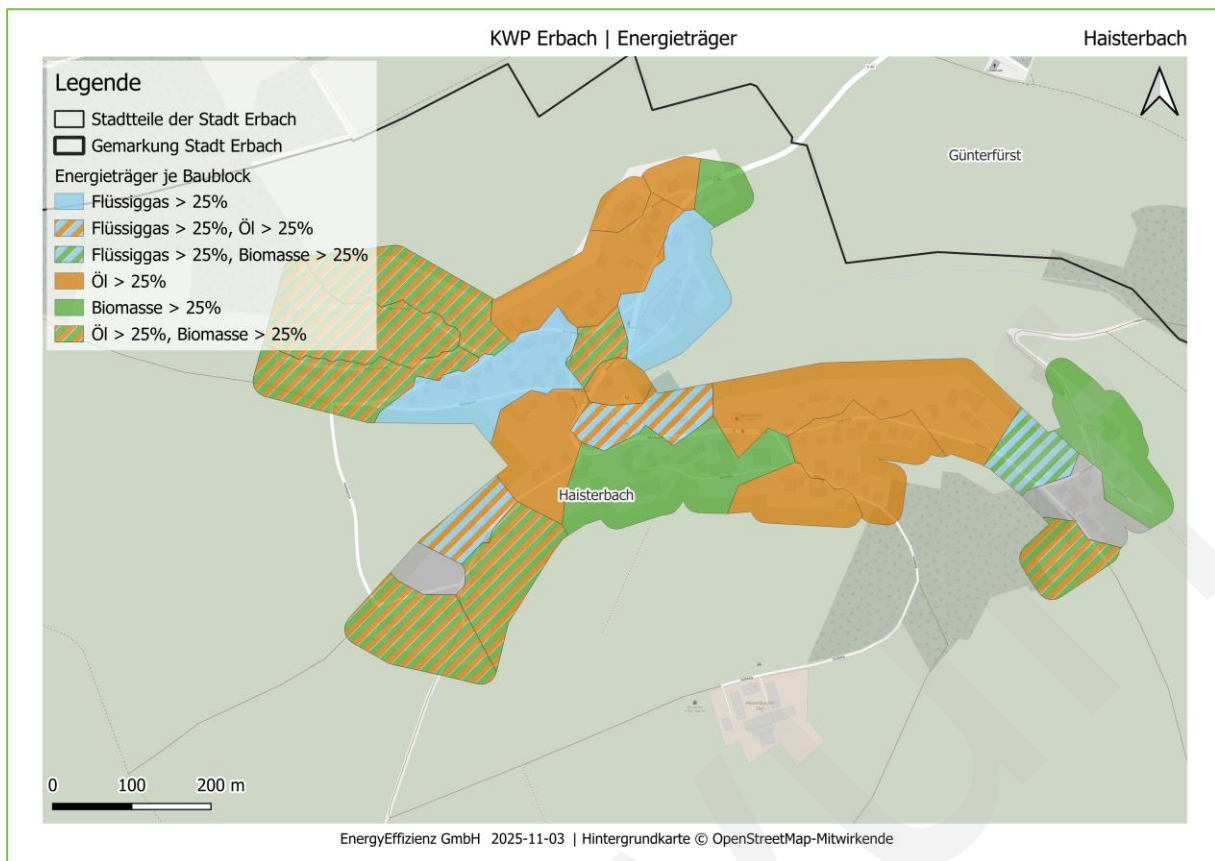 KWP Erbach | Energieträger
Haisterbach
Legende
Stadtteile der Stadt Erbach
Gemarkung Stadt Erbach
Energieträger je Baublock
Flüssiggas > 25%
Flüssiggas > 25%, Öl > 25%
Flüssiggas > 25%, Biomasse > 25%
Öl > 25%
Biomasse > 25%
Öl > 25%, Biomasse > 25%
Günterfürst
Haisterbach
0 100 200 m
EnergyEffizienz GmbH 2025-11-03 | Hintergrundkarte © OpenStreetMap-Mitwirkende